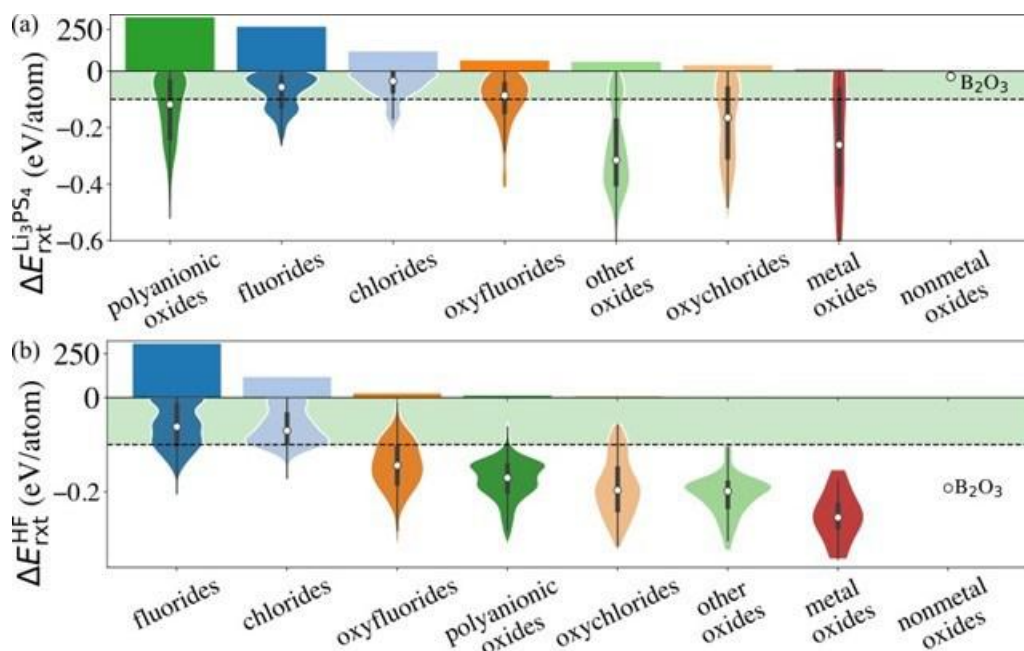 (a)
250
0
−0.2
−0.4
−0.6
ΔE_rxt^Li₃PS₄ (eV/atom)
B₂O₃
polyanionic oxides
fluorides
chlorides
oxyfluorides
other oxides
oxychlorides
metal oxides
nonmetal oxides
(b)
250
0
−0.2
ΔE_rxt^HF (eV/atom)
B₂O₃
fluorides
chlorides
oxyfluorides
polyanionic oxides
oxychlorides
other oxides
metal oxides
nonmetal oxides